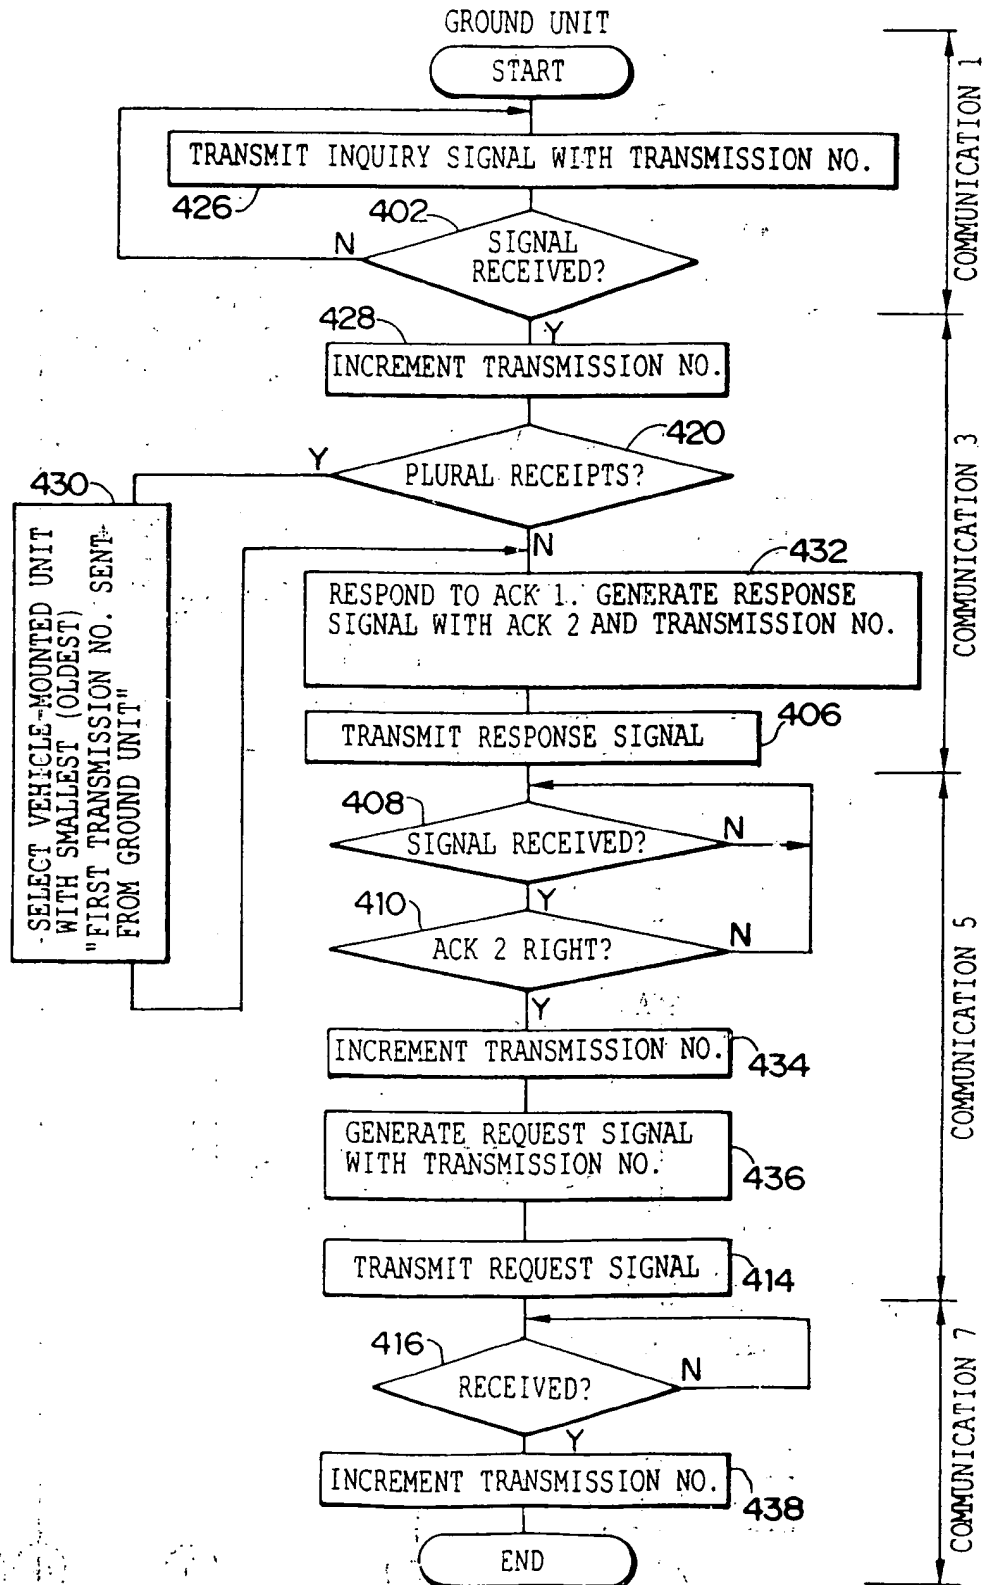 GROUND UNIT
START
TRANSMIT INQUIRY SIGNAL WITH TRANSMISSION NO.
426
402
SIGNAL
RECEIVED?
N
Y
COMMUNICATION 1
428
INCREMENT TRANSMISSION NO.
420
PLURAL RECEIPTS?
Y
N
430
SELECT VEHICLE-MOUNTED UNIT
WITH SMALLEST (OLDEST)
"FIRST TRANSMISSION NO. SENT
FROM GROUND UNIT"
432
RESPOND TO ACK 1. GENERATE RESPONSE
SIGNAL WITH ACK 2 AND TRANSMISSION NO.
406
TRANSMIT RESPONSE SIGNAL
COMMUNICATION 3
408
SIGNAL RECEIVED?
N
Y
410
ACK 2 RIGHT?
N
Y
INCREMENT TRANSMISSION NO.
434
GENERATE REQUEST SIGNAL
WITH TRANSMISSION NO.
436
TRANSMIT REQUEST SIGNAL
414
COMMUNICATION 5
416
RECEIVED?
N
Y
INCREMENT TRANSMISSION NO.
438
END
COMMUNICATION 7